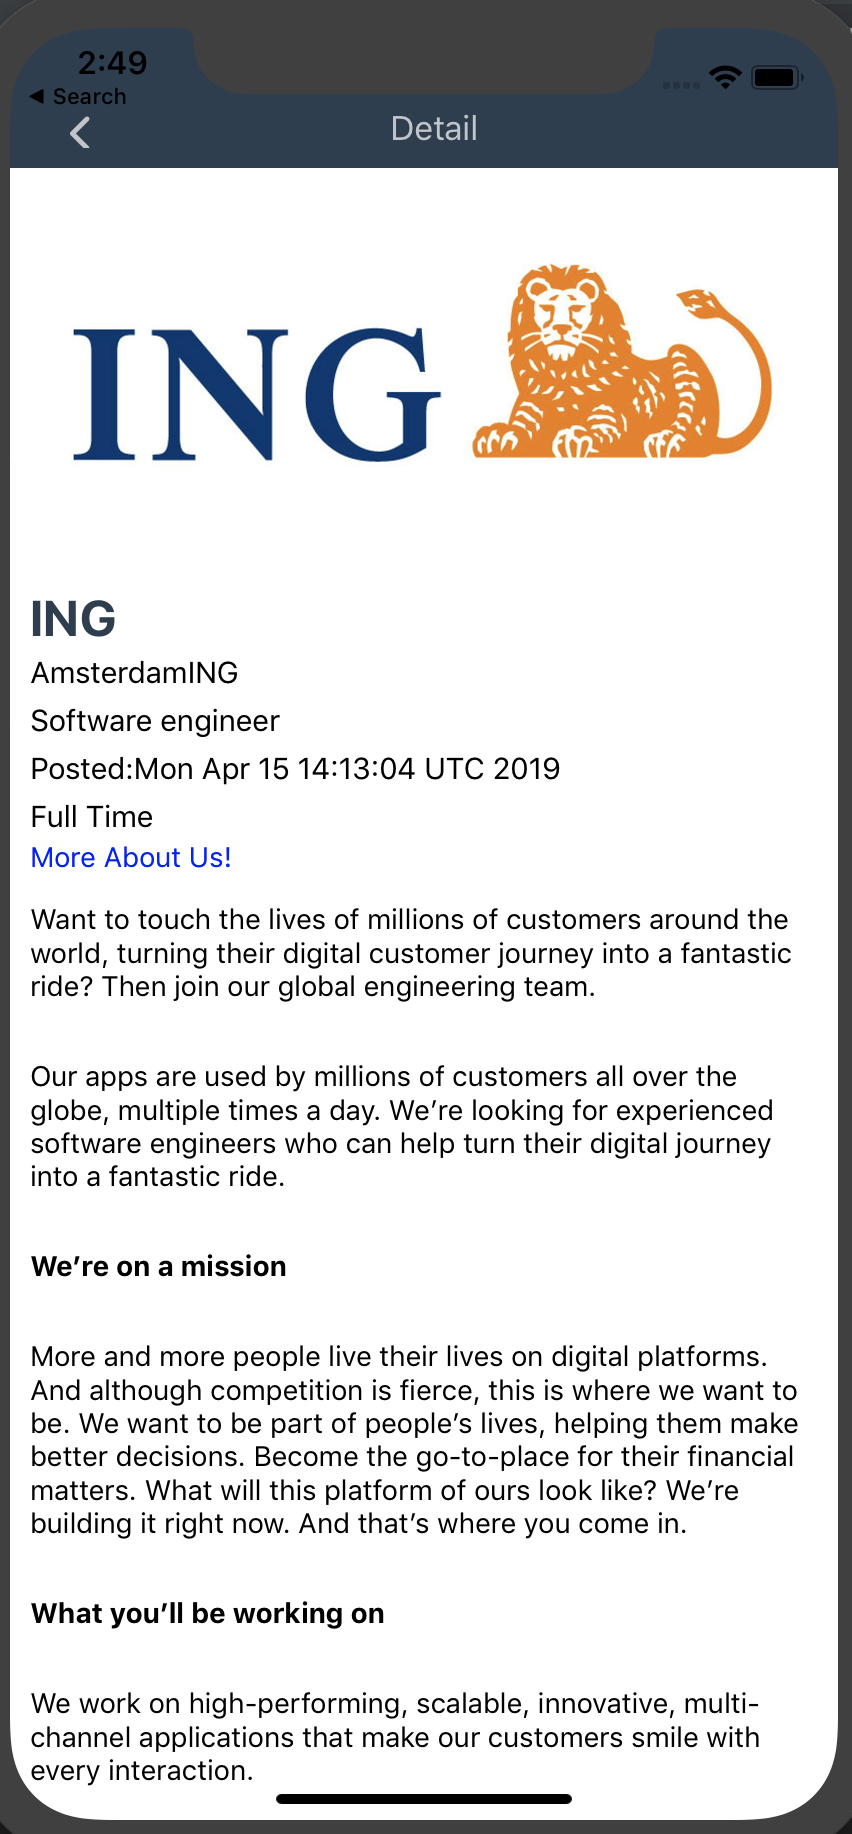 2:49
◀ Search
Detail
ING
ING
AmsterdamING
Software engineer
Posted:Mon Apr 15 14:13:04 UTC 2019
Full Time
More About Us!
Want to touch the lives of millions of customers around the
world, turning their digital customer journey into a fantastic
ride? Then join our global engineering team.
Our apps are used by millions of customers all over the
globe, multiple times a day. We’re looking for experienced
software engineers who can help turn their digital journey
into a fantastic ride.
We’re on a mission
More and more people live their lives on digital platforms.
And although competition is fierce, this is where we want to
be. We want to be part of people’s lives, helping them make
better decisions. Become the go-to-place for their financial
matters. What will this platform of ours look like? We’re
building it right now. And that’s where you come in.
What you’ll be working on
We work on high-performing, scalable, innovative, multi-
channel applications that make our customers smile with
every interaction.